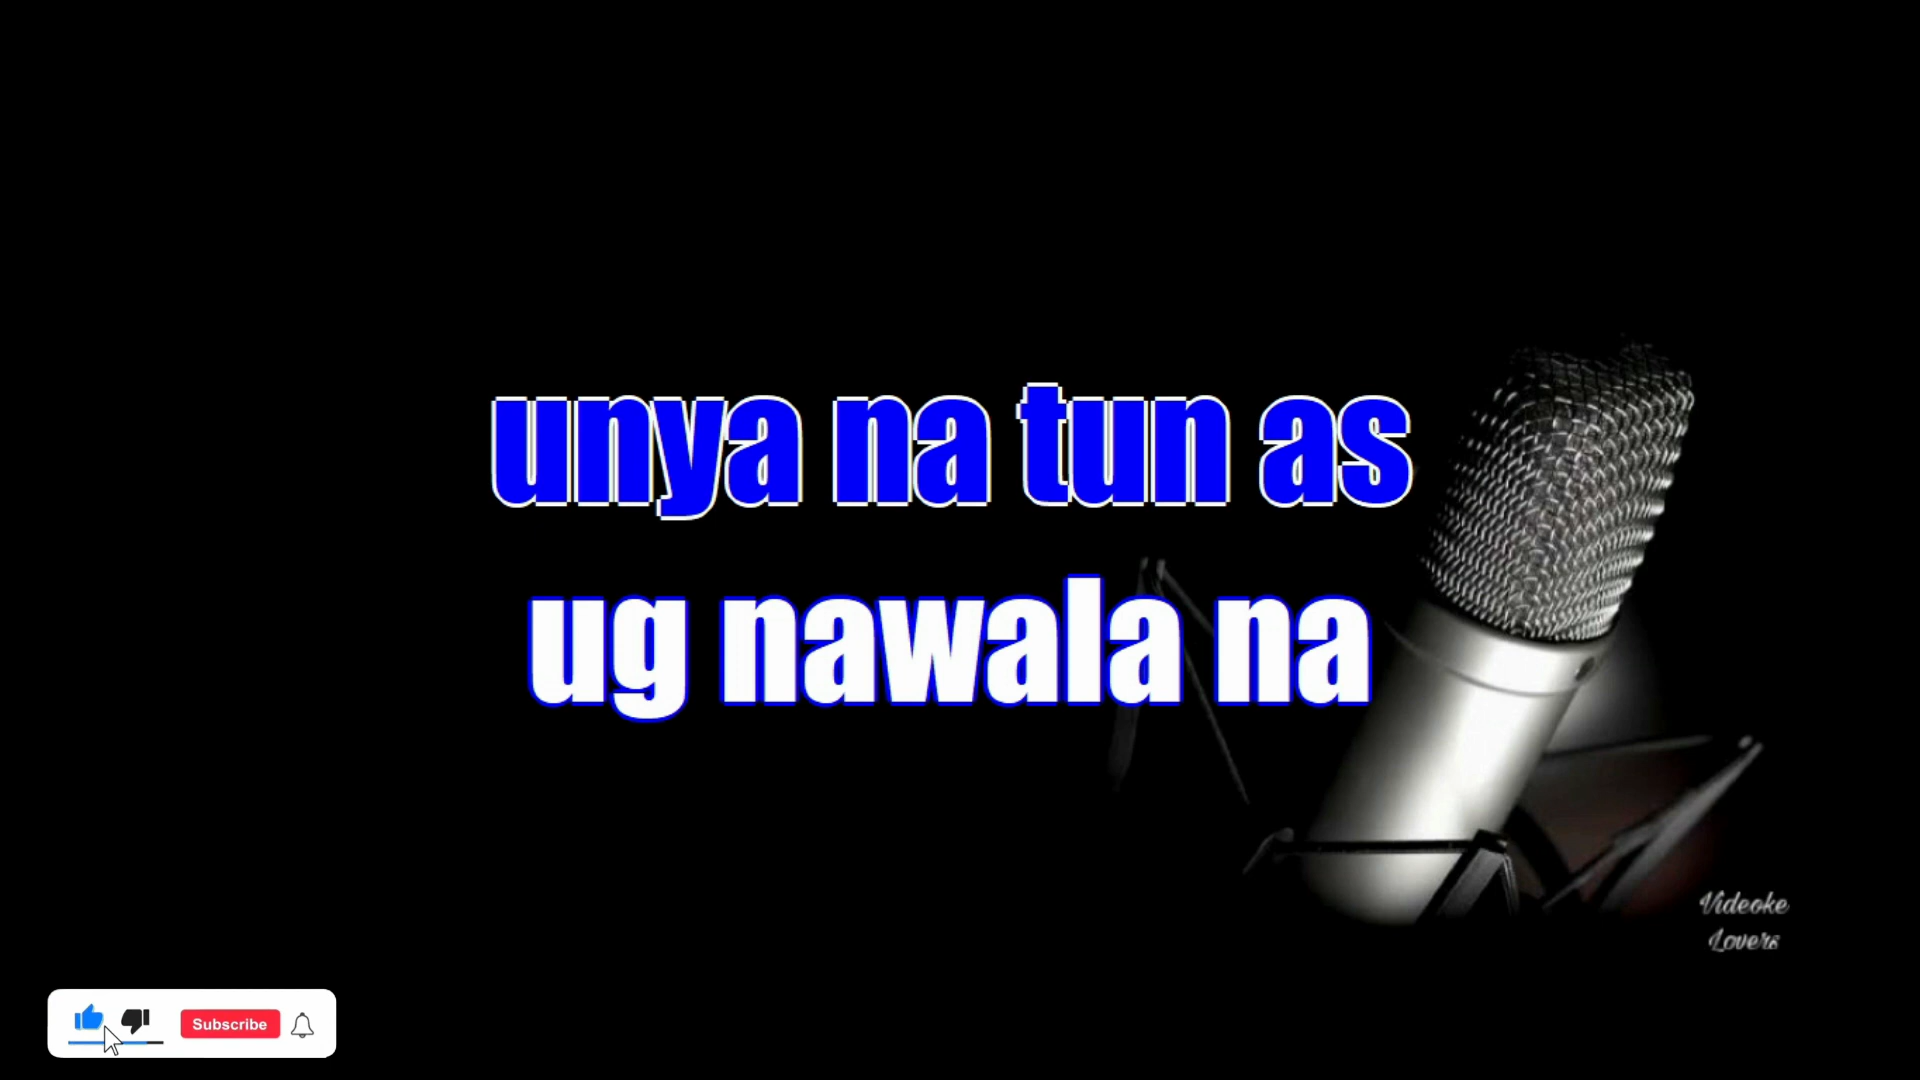 unya na tun as
ug nawala na
Videoke
Lovers
Subscribe